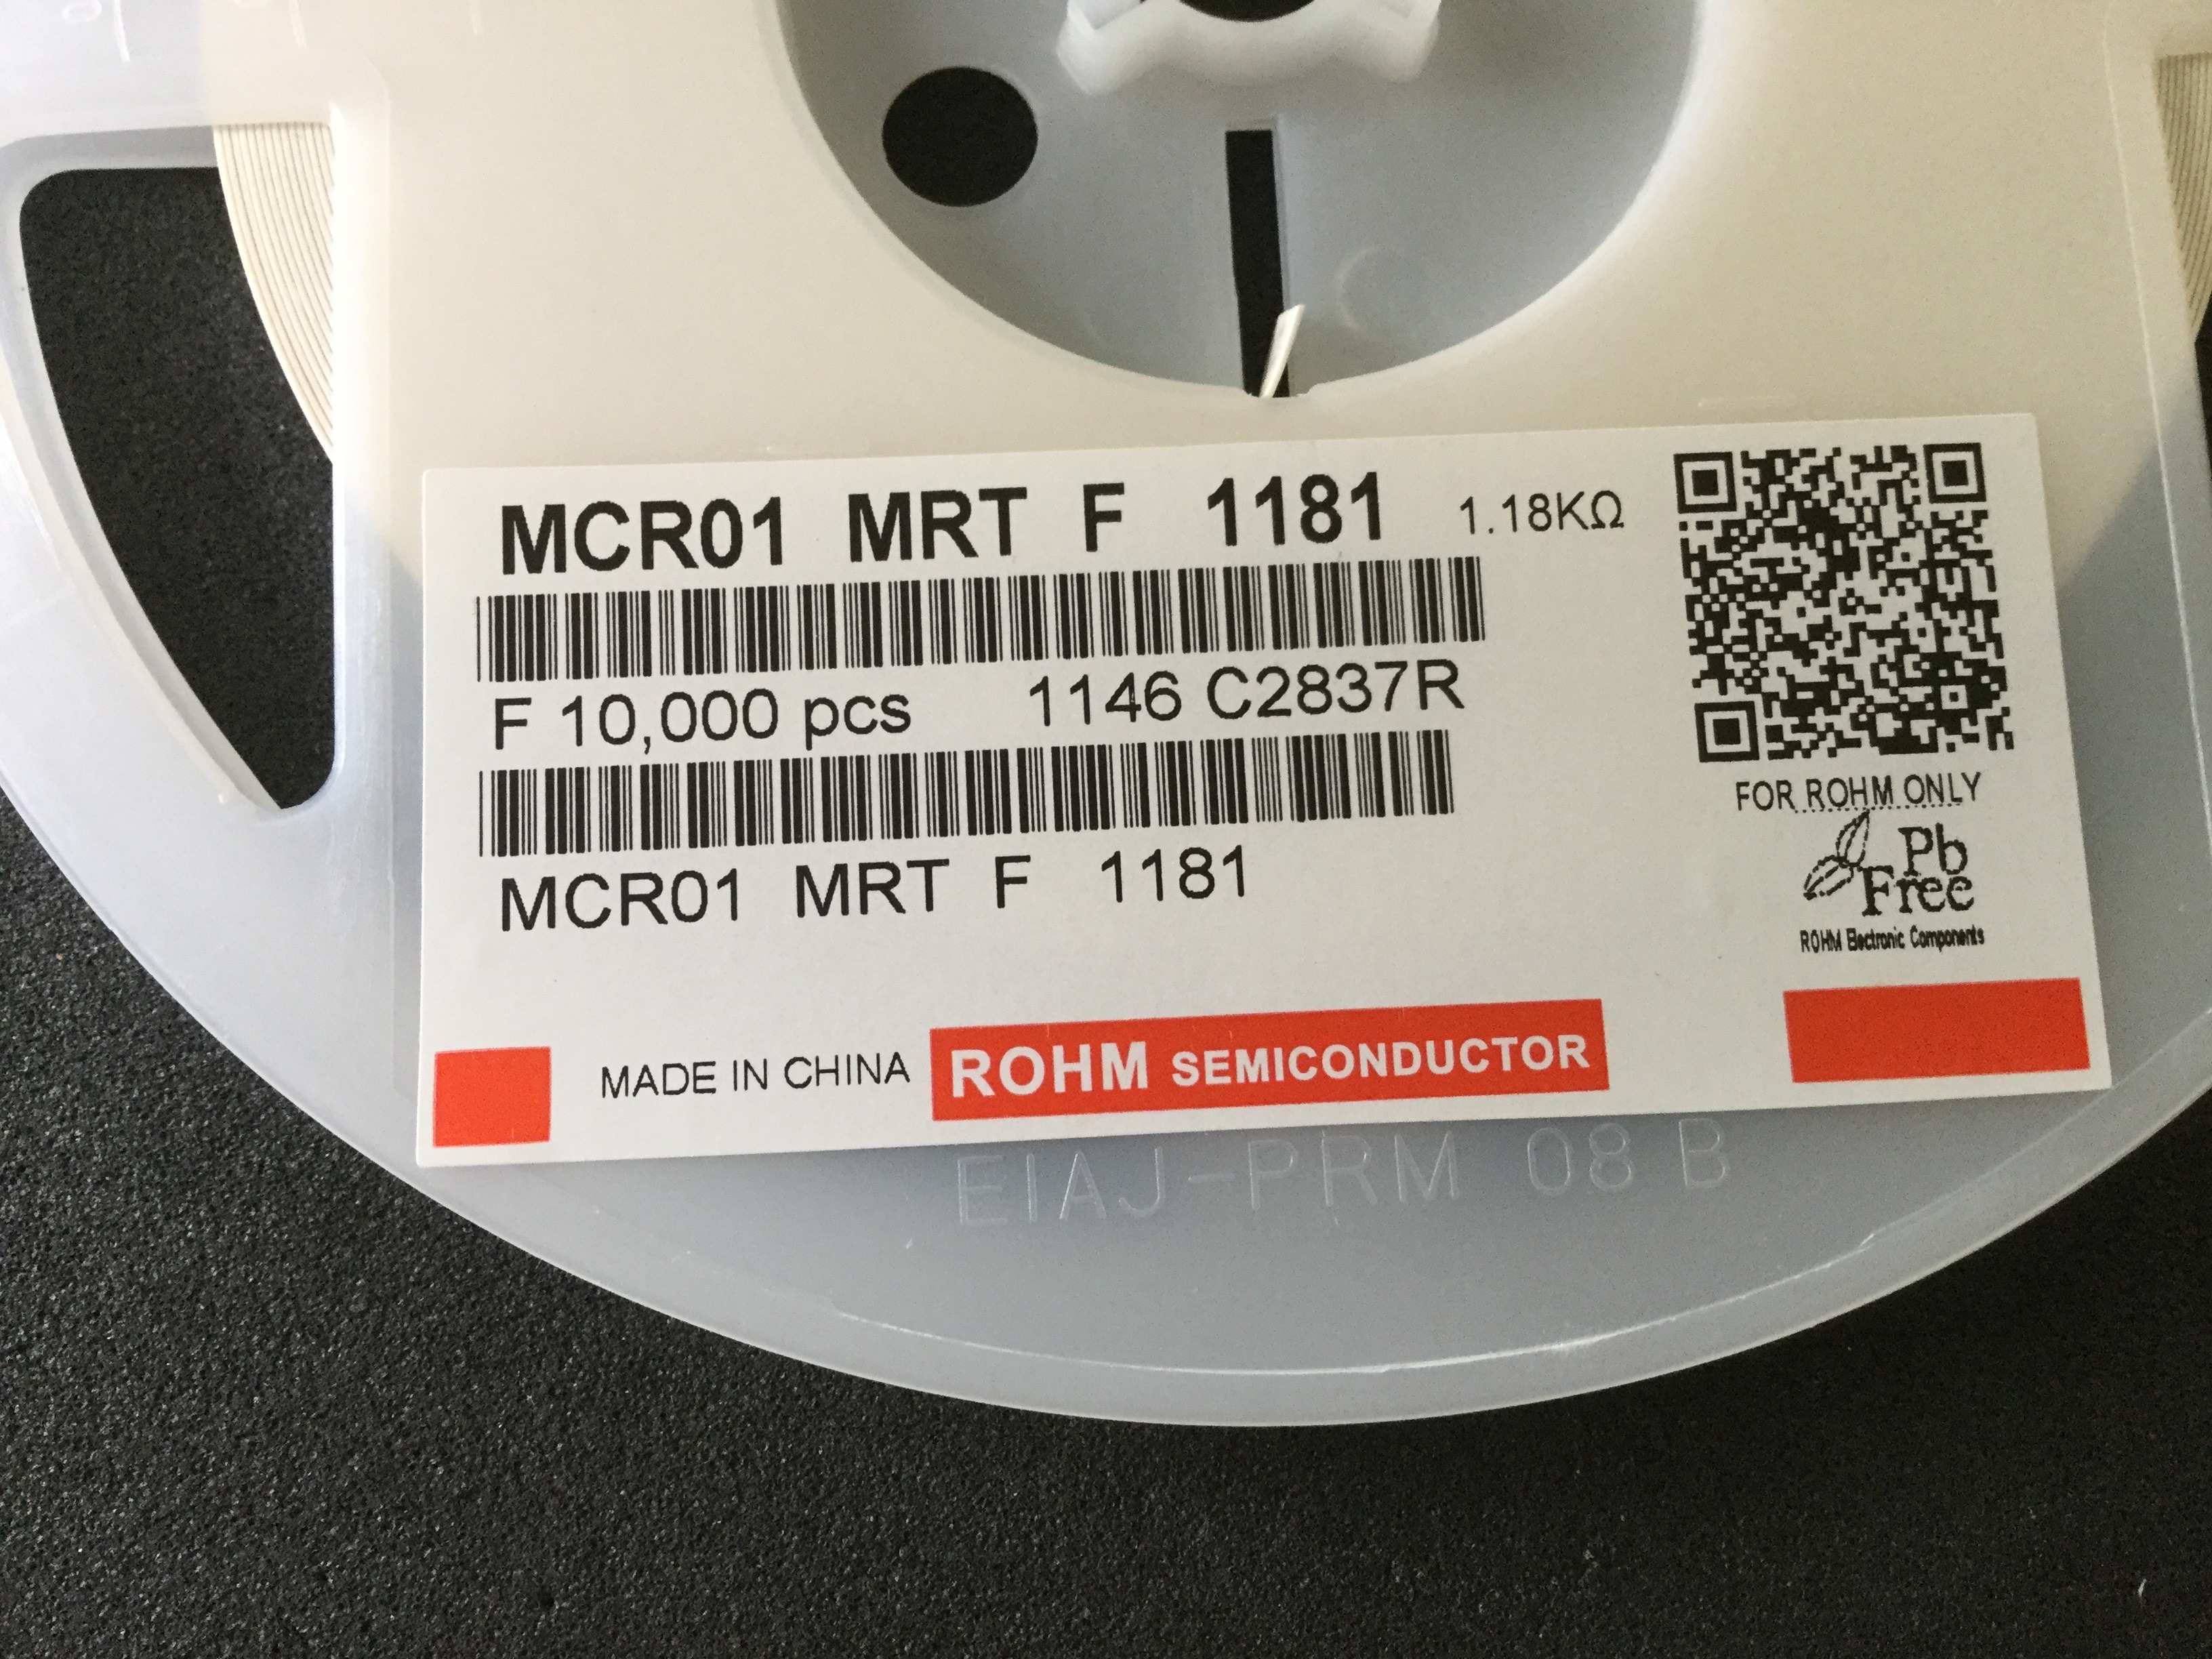 MCR01 MRT F 1181 1.18KΩ
F 10,000 pcs 1146 C2837R
MCR01 MRT F 1181
FOR ROHM ONLY
Pb
Free
ROHM Electronic Components
MADE IN CHINA ROHM SEMICONDUCTOR
EIAJ-PRM 08 B